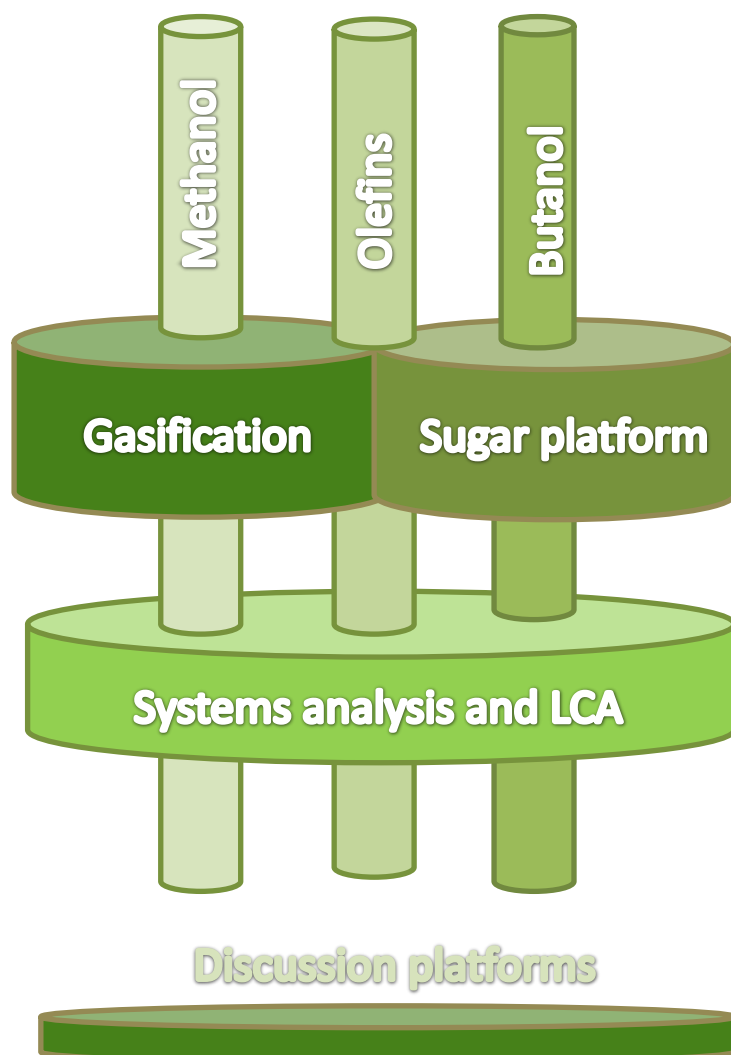 Methanol
Olefins
Butanol
Gasification
Sugar platform
Systems analysis and LCA
Discussion platforms